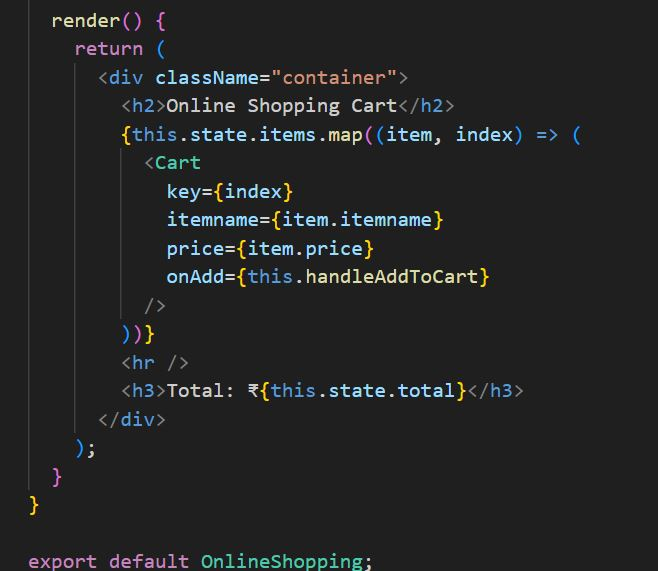 render() {
return (
<div className="container">
<h2>Online Shopping Cart</h2>
{this.state.items.map((item, index) => (
<Cart
key={index}
itemname={item.itemname}
price={item.price}
onAdd={this.handleAddToCart}
/>
))}
<hr />
<h3>Total: ₹{this.state.total}</h3>
</div>
);
}
}
export default OnlineShopping;